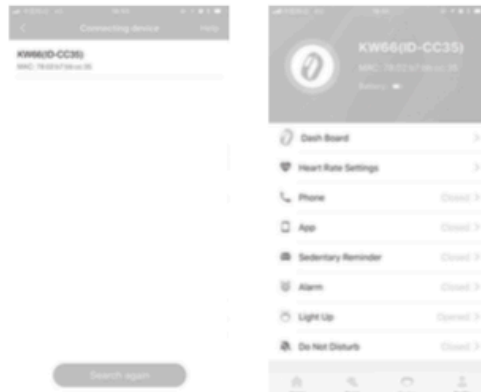 Connecting device
Help
KW66(ID-CC35)
Search again
KW66(ID-CC35)
Battery:
Dash Board
Heart Rate Settings
Phone
Closed
App
Closed
Sedentary Reminder
Closed
Alarm
Closed
Light Up
Opened
Do Not Disturb
Closed